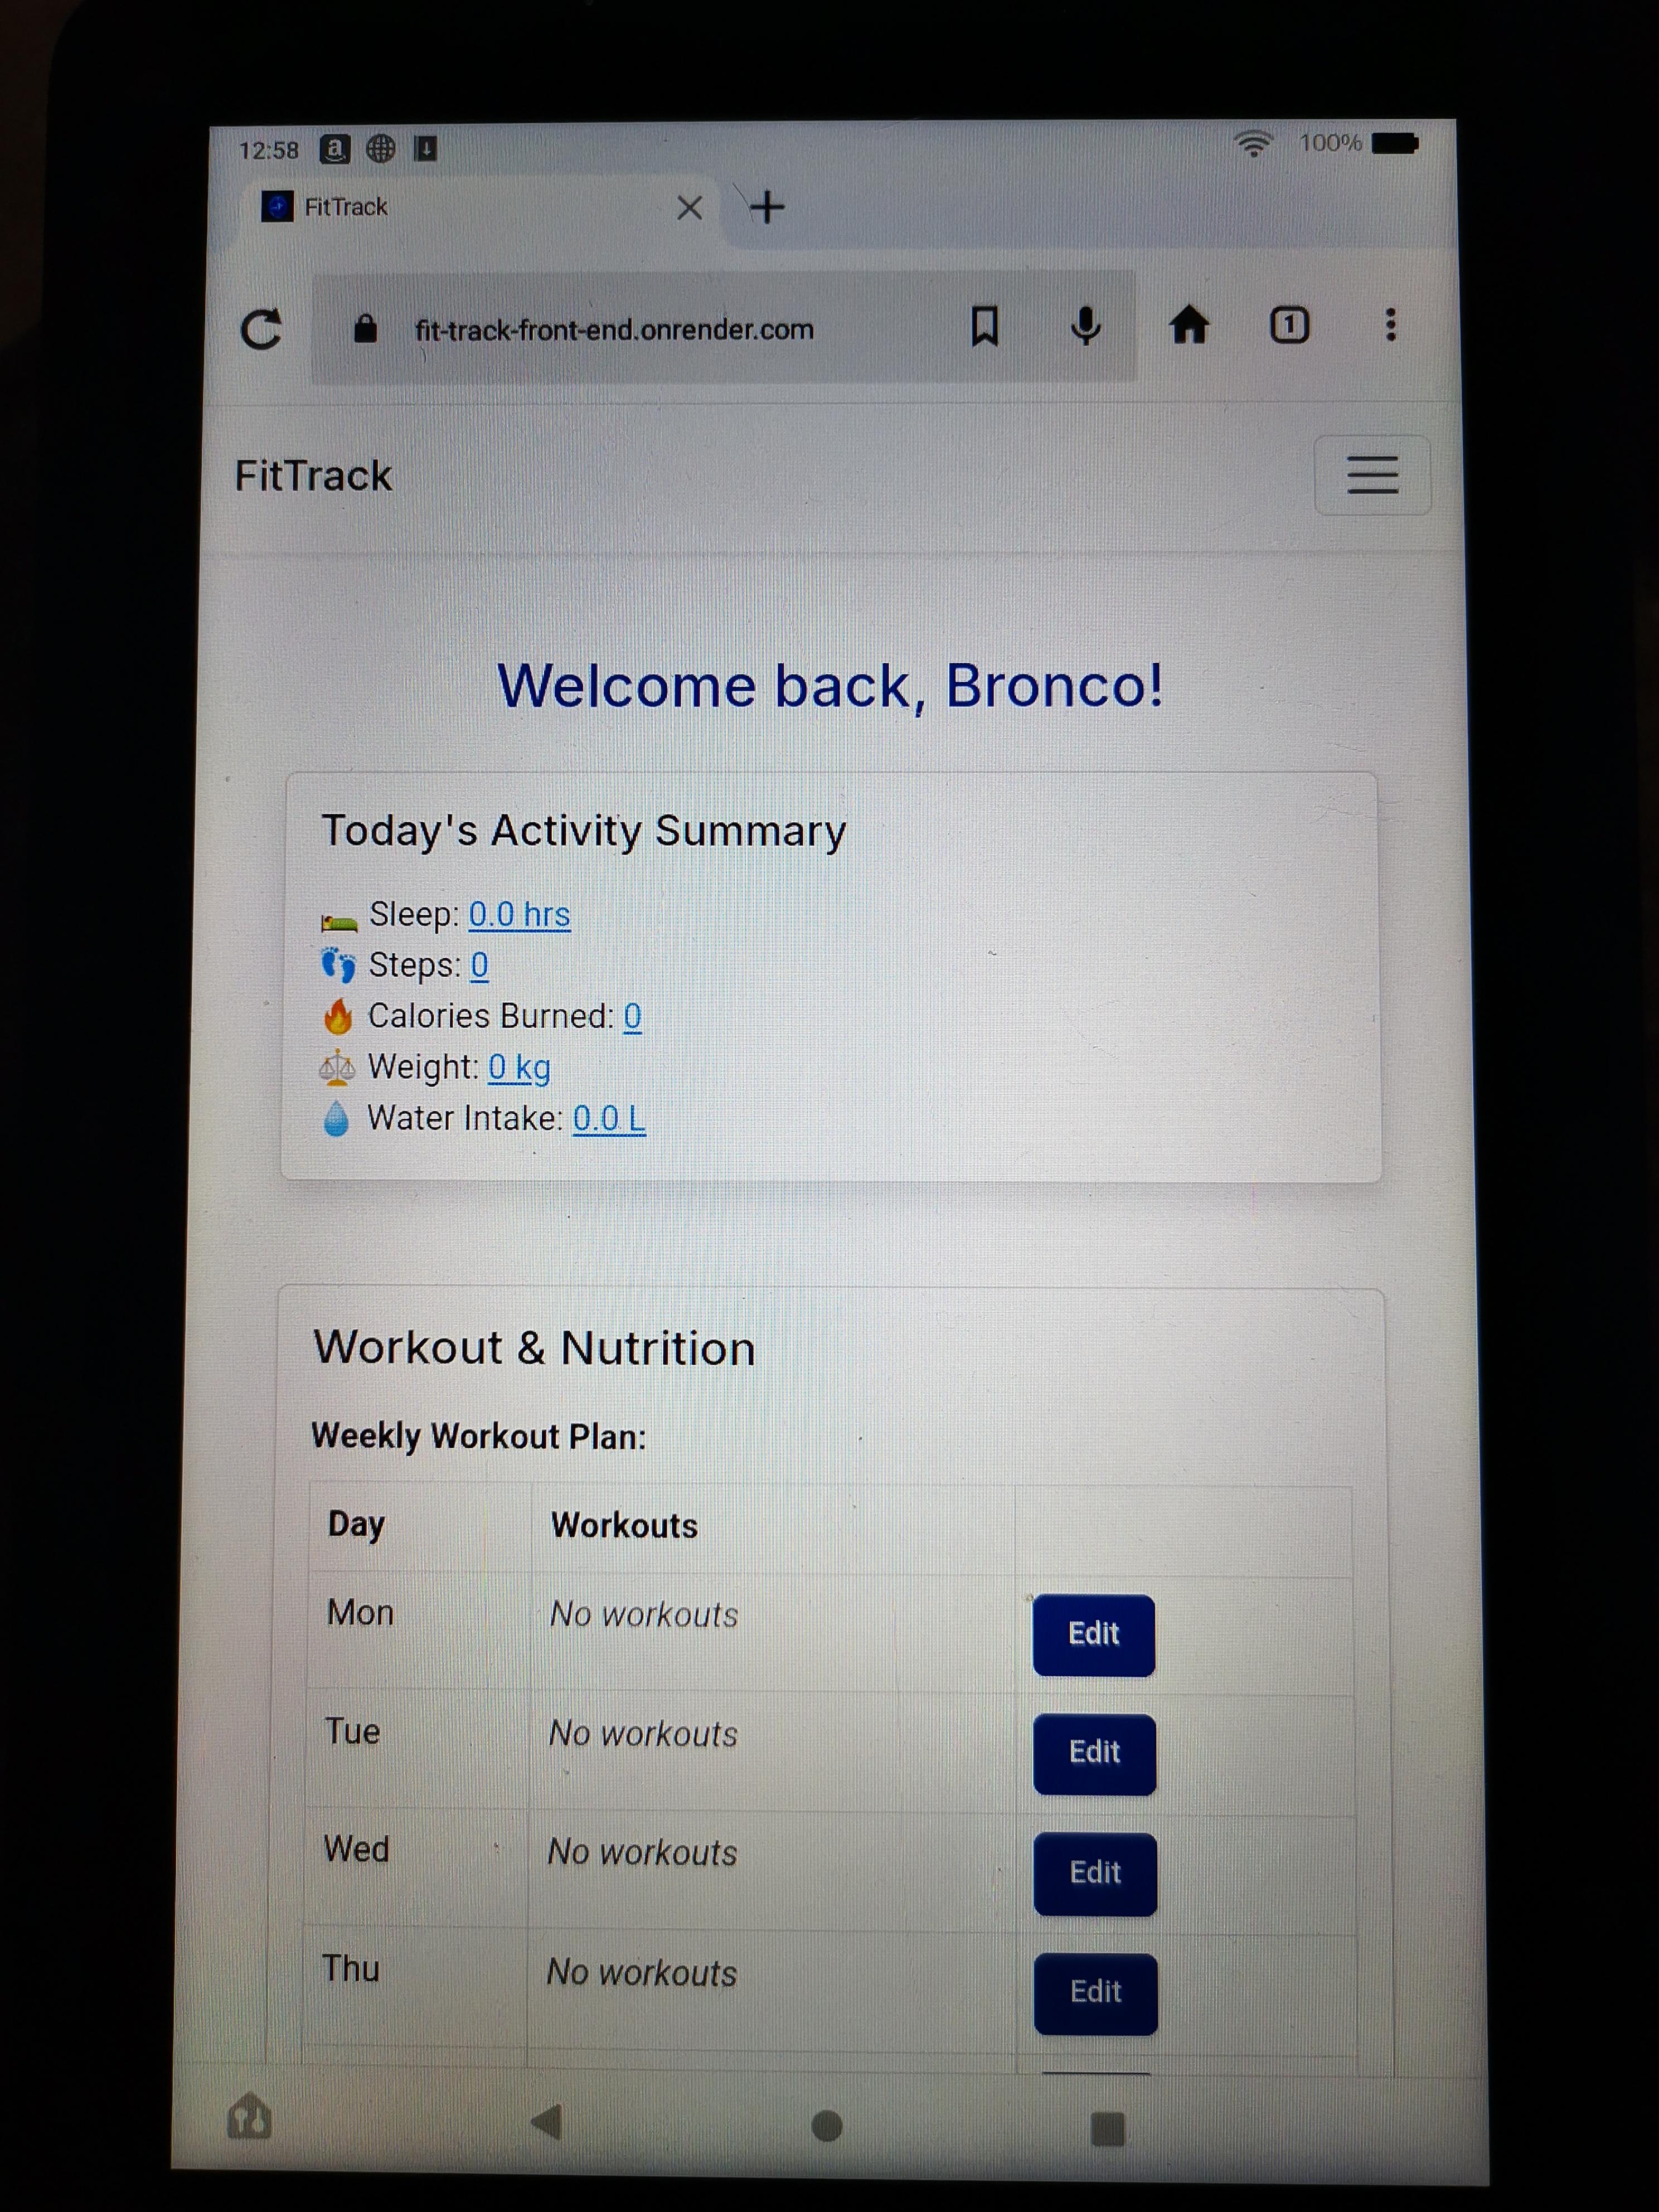 12:58
100%
FitTrack
fit-track-front-end.onrender.com
1
FitTrack
Welcome back, Bronco!
Today's Activity Summary
Sleep: 0.0 hrs
Steps: 0
Calories Burned: 0
Weight: 0 kg
Water Intake: 0.0 L
Workout & Nutrition
Weekly Workout Plan:
Day Workouts
Mon No workouts Edit
Tue No workouts Edit
Wed No workouts Edit
Thu No workouts Edit